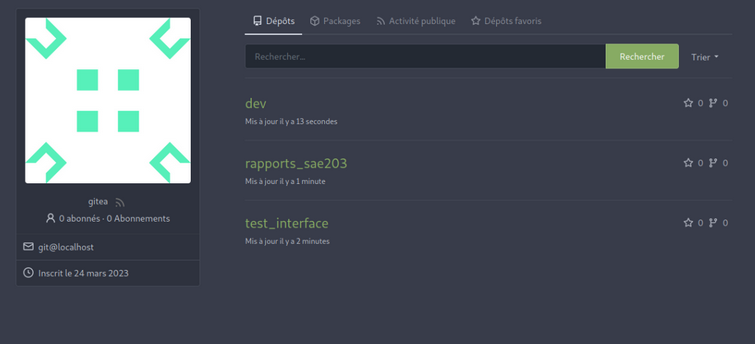 Dépôts Packages Activité publique Dépôts favoris
Rechercher... Rechercher Trier
dev 0 0
Mis à jour il y a 13 secondes
rapports_sae203 0 0
Mis à jour il y a 1 minute
test_interface 0 0
Mis à jour il y a 2 minutes
gitea
0 abonnés · 0 Abonnements
git@localhost
Inscrit le 24 mars 2023